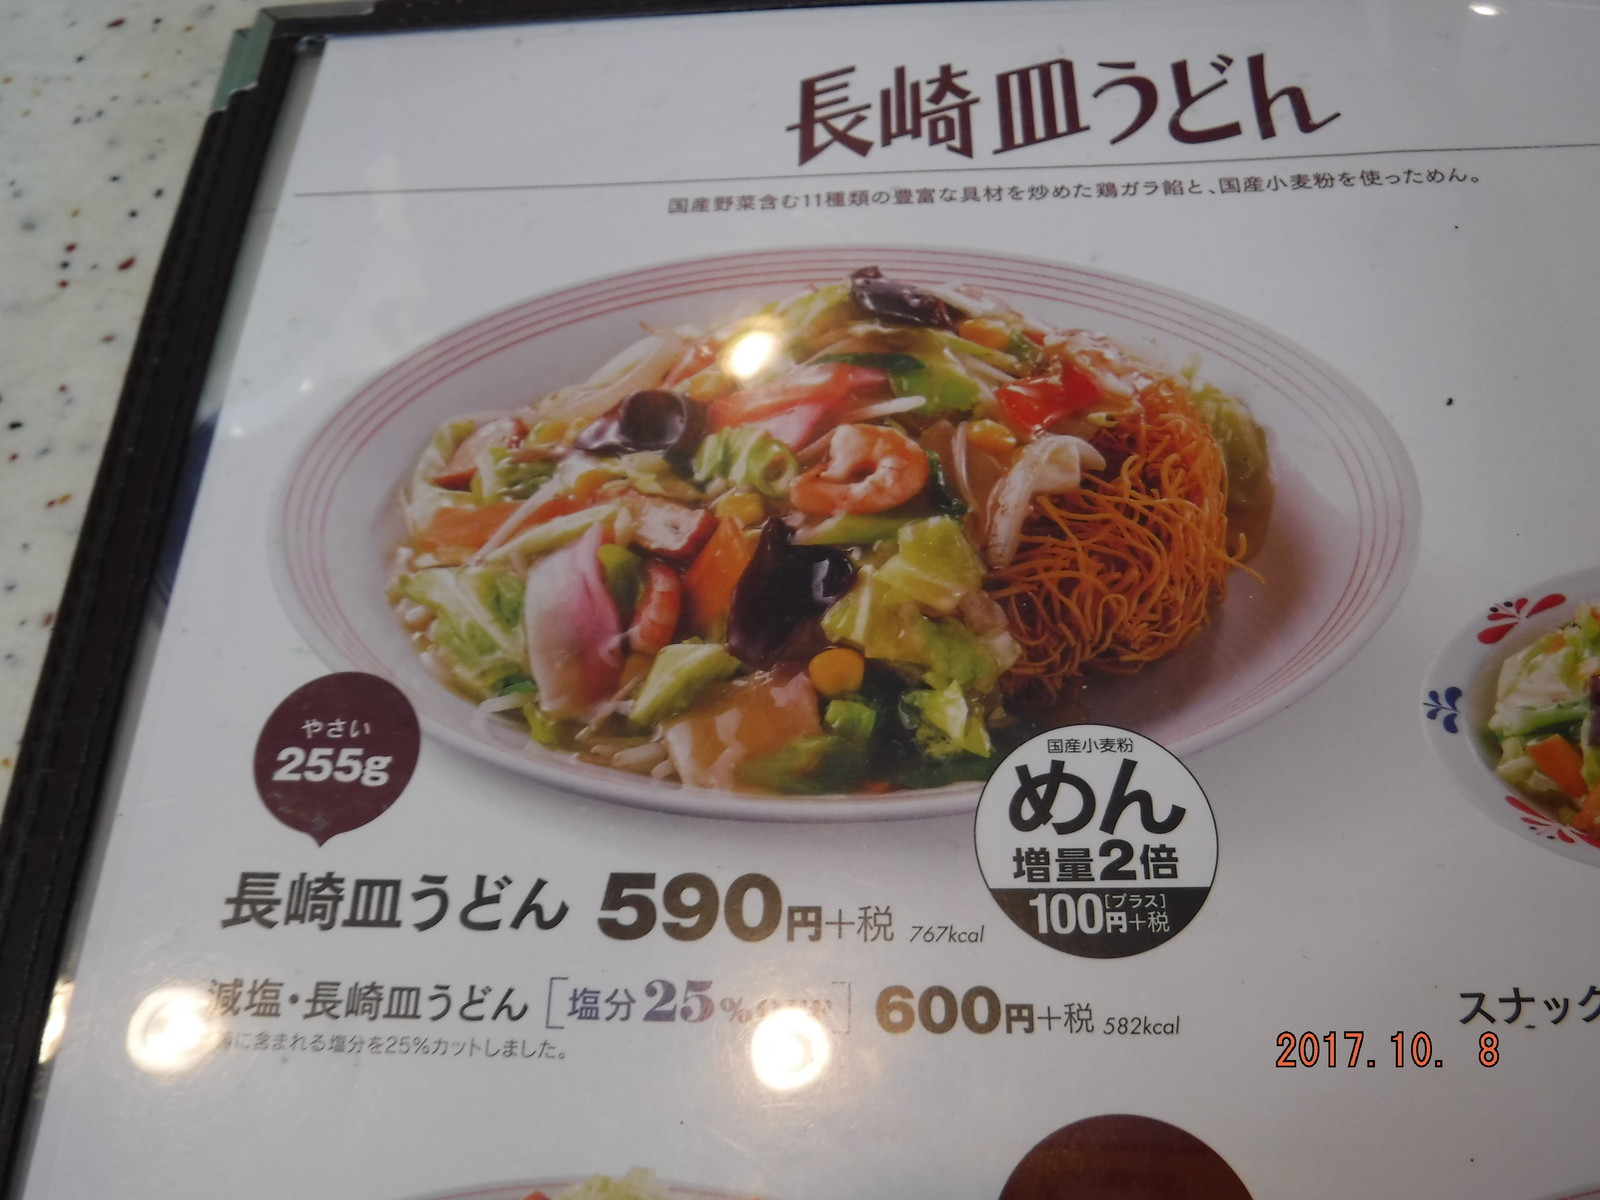 長崎皿うどん
国産野菜含む11種類の豊富な具材を炒めた鶏ガラ餡と、国産小麦粉を使っためん。
やさい
255g
国産小麦粉
めん
増量2倍
[プラス]
100円+税
長崎皿うどん 590円+税 767kcal
減塩・長崎皿うどん [塩分25% ] 600円+税 582kcal
に含まれる塩分を25%カットしました。
スナック
2017.10. 8